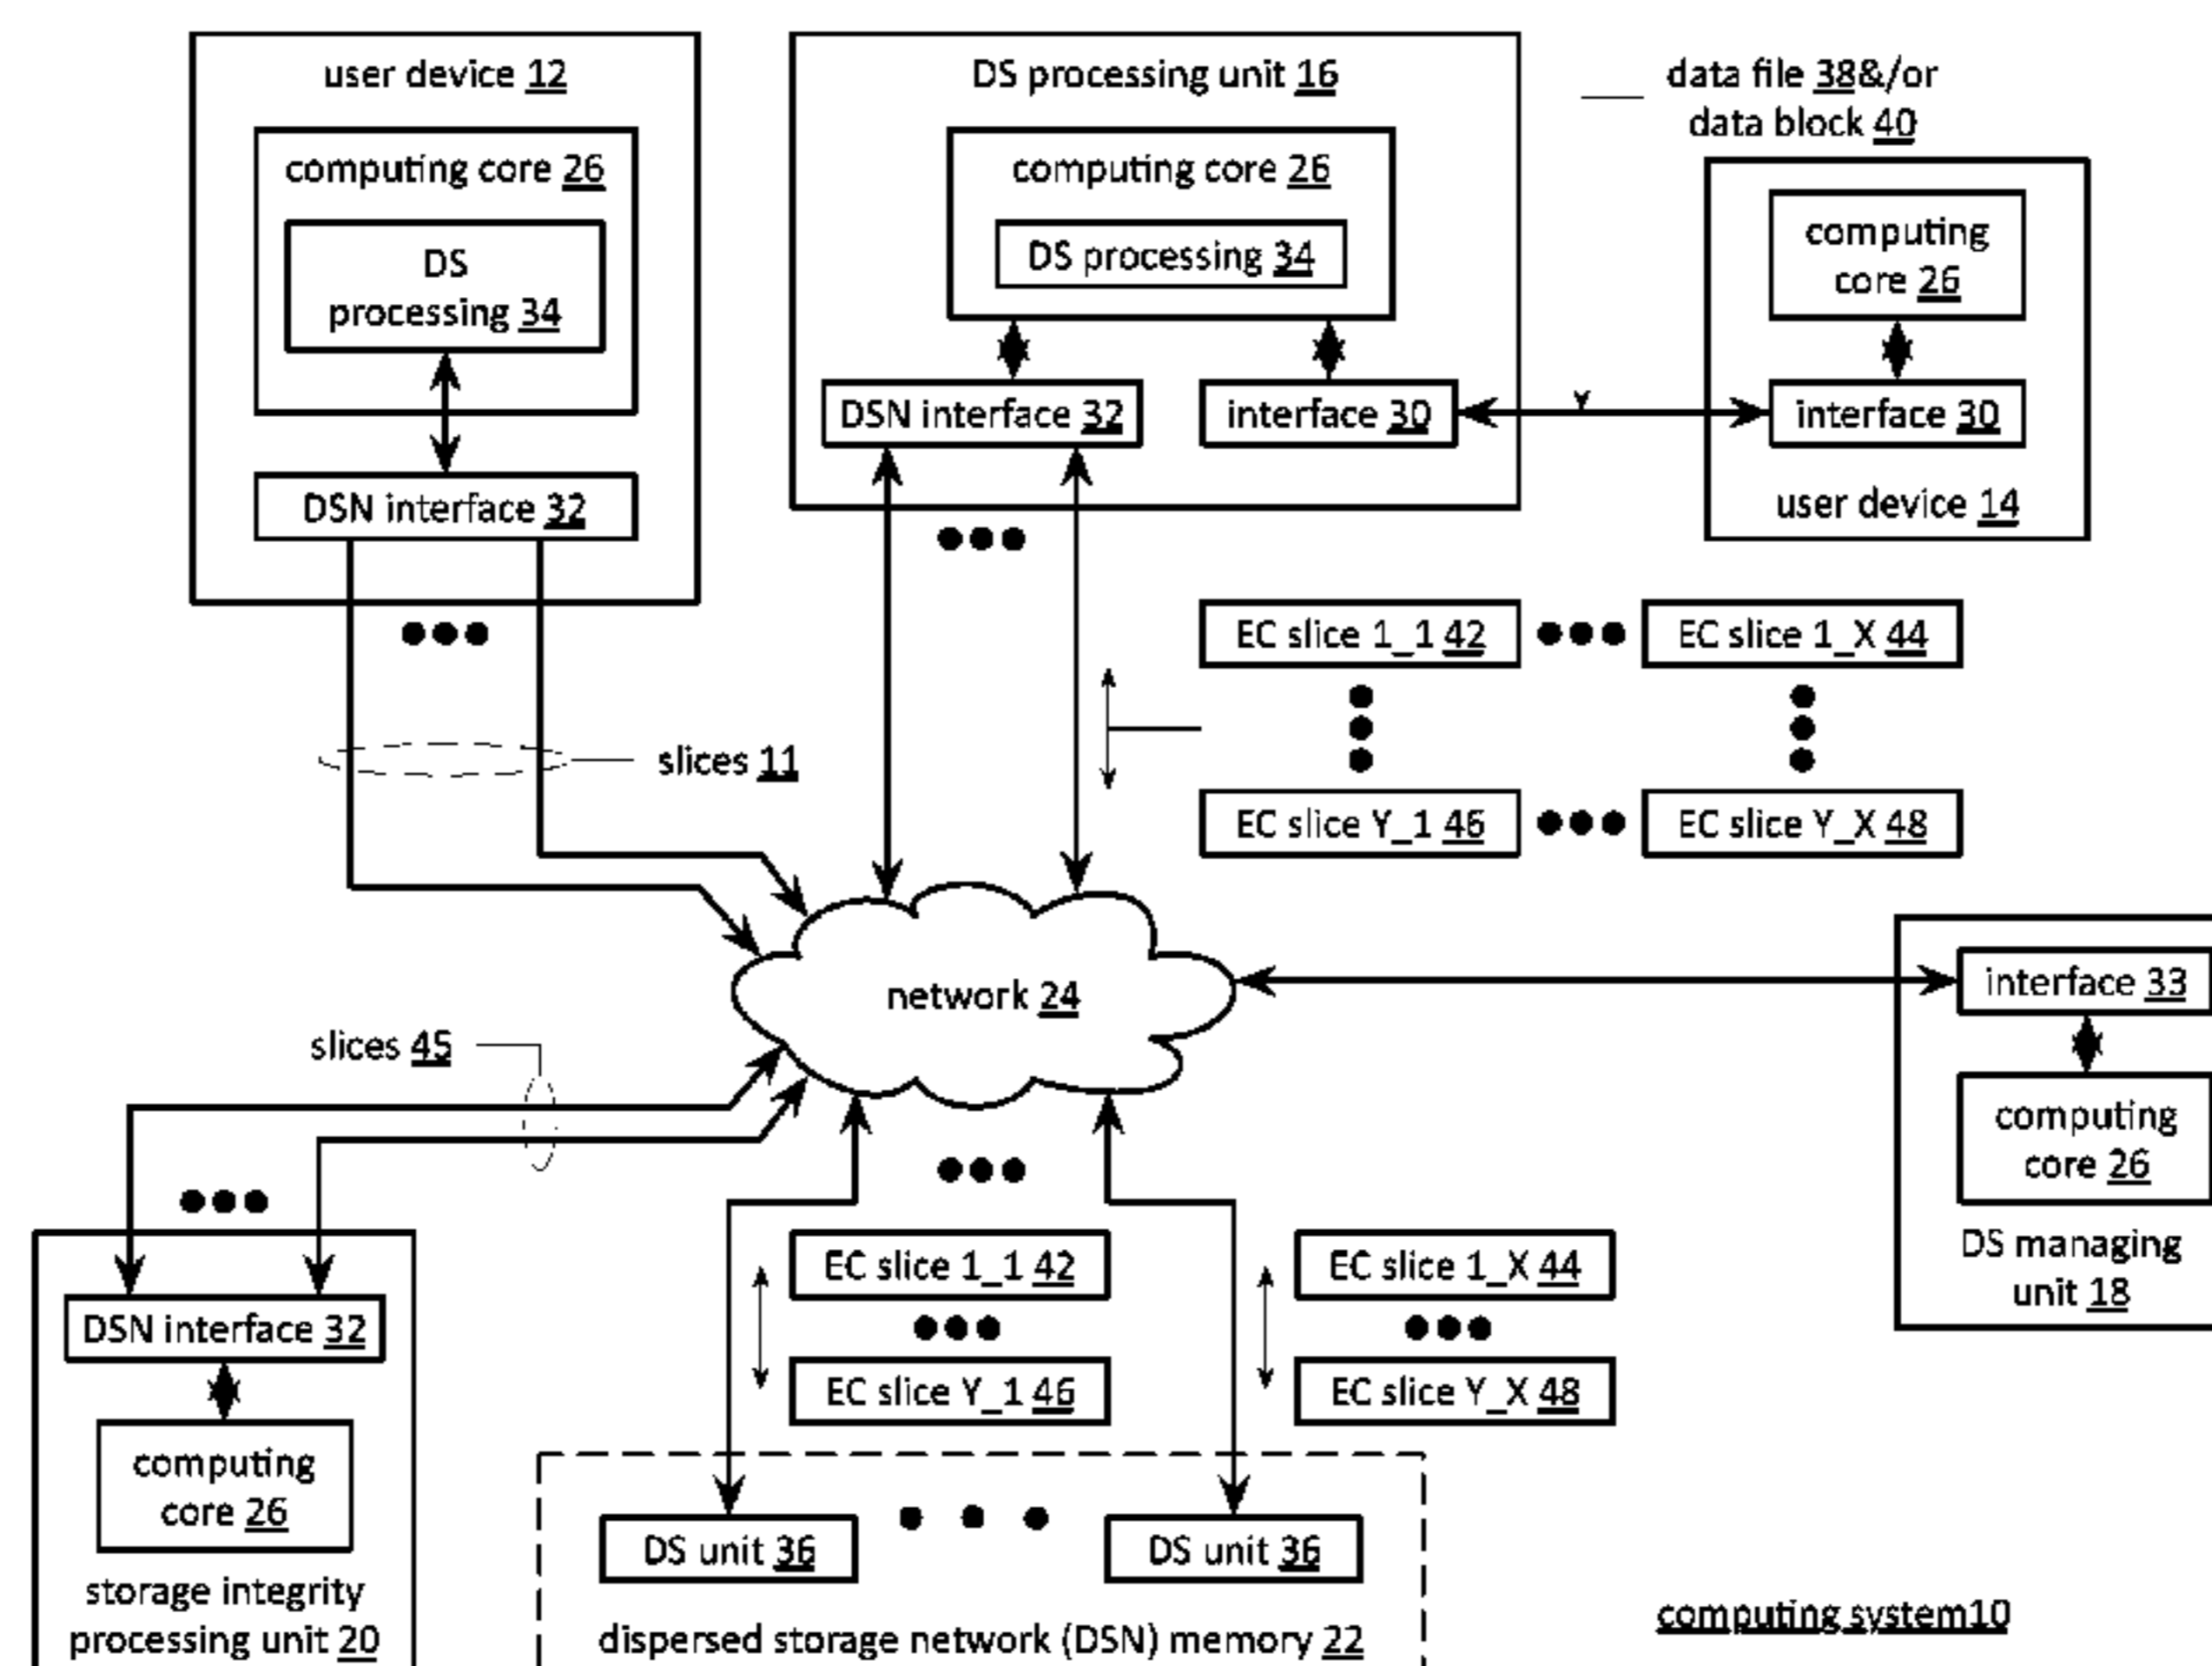 user device 12
computing core 26
DS
processing 34
DSN interface 32
DS processing unit 16
computing core 26
DS processing 34
DSN interface 32
interface 30
data file 38&/or
data block 40
computing
core 26
interface 30
user device 14
slices 11
EC slice 1_1 42
EC slice 1_X 44
EC slice Y_1 46
EC slice Y_X 48
network 24
interface 33
computing
core 26
DS managing
unit 18
slices 45
DSN interface 32
computing
core 26
storage integrity
processing unit 20
EC slice 1_1 42
EC slice Y_1 46
EC slice 1_X 44
EC slice Y_X 48
DS unit 36
DS unit 36
dispersed storage network (DSN) memory 22
computing system10